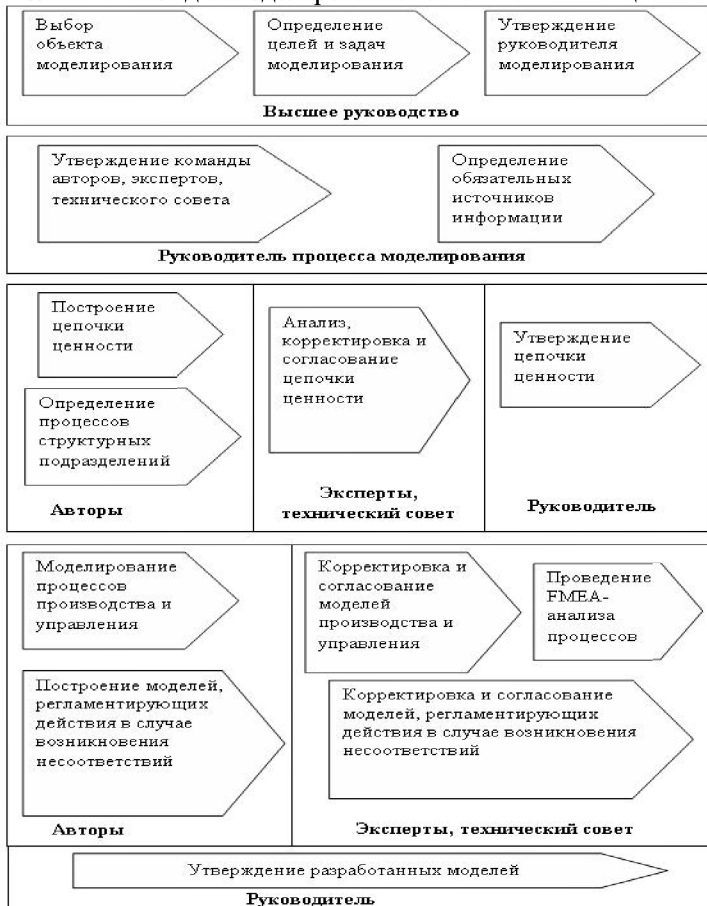 Выбор
объекта
моделирования
Определение
целей и задач
моделирования
Утверждение
руководителя
моделирования
Высшее руководство
Утверждение команды
авторов, экспертов,
технического совета
Определение
обязательных
источников
информации
Руководитель процесса моделирования
Построение
цепочки
ценности
Определение
процессов
структурных
подразделений
Авторы
Анализ,
корректировка и
согласование
цепочки
ценности
Эксперты,
технический совет
Утверждение
цепочки
ценности
Руководитель
Моделирование
процессов
производства и
управления
Построение моделей,
регламентирующих
действия в случае
возникновения
несоответствий
Авторы
Корректировка и
согласование
моделей
производства и
управления
Проведение
FMEA-
анализа
процессов
Корректировка и согласование
моделей, регламентирующих
действия в случае возникновения
несоответствий
Эксперты, технический совет
Утверждение разработанных моделей
Руководитель